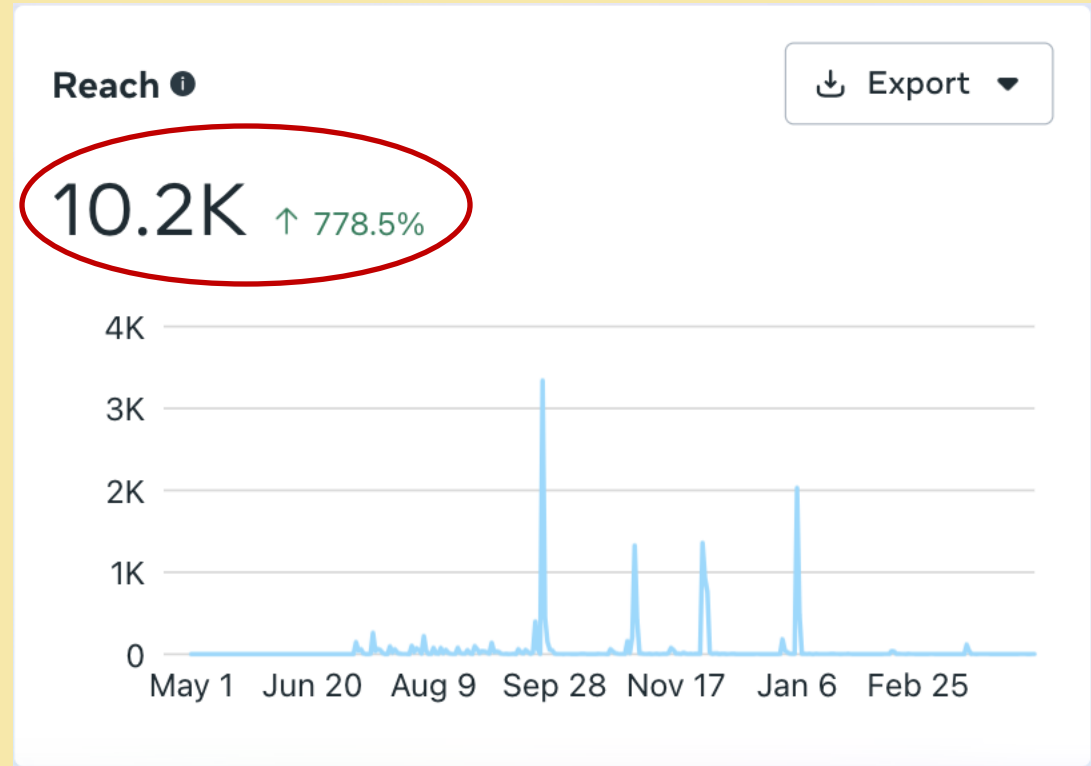 Reach
Export
10.2K ↑ 778.5%
4K
3K
2K
1K
0
May 1 Jun 20 Aug 9 Sep 28 Nov 17 Jan 6 Feb 25